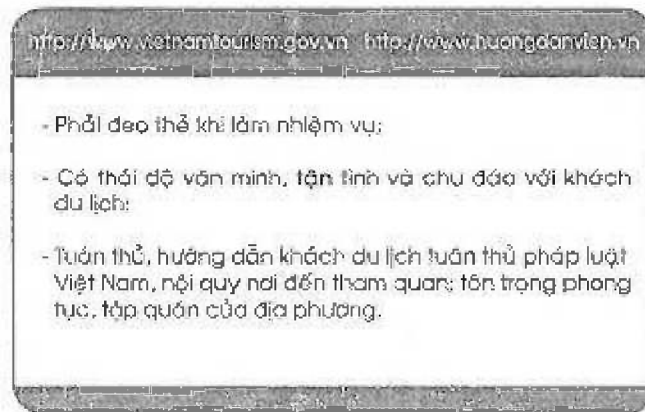 http://www.vietnamtourism.gov.vn http://www.huongdanvien.vn
- Phải đeo thẻ khi làm nhiệm vụ;
- Có thái độ văn minh, tận tình và chu đáo với khách
du lịch;
- Tuân thủ, hướng dẫn khách du lịch tuân thủ pháp luật
Việt Nam, nội quy nơi đến tham quan; tôn trọng phong
tục, tập quán của địa phương.